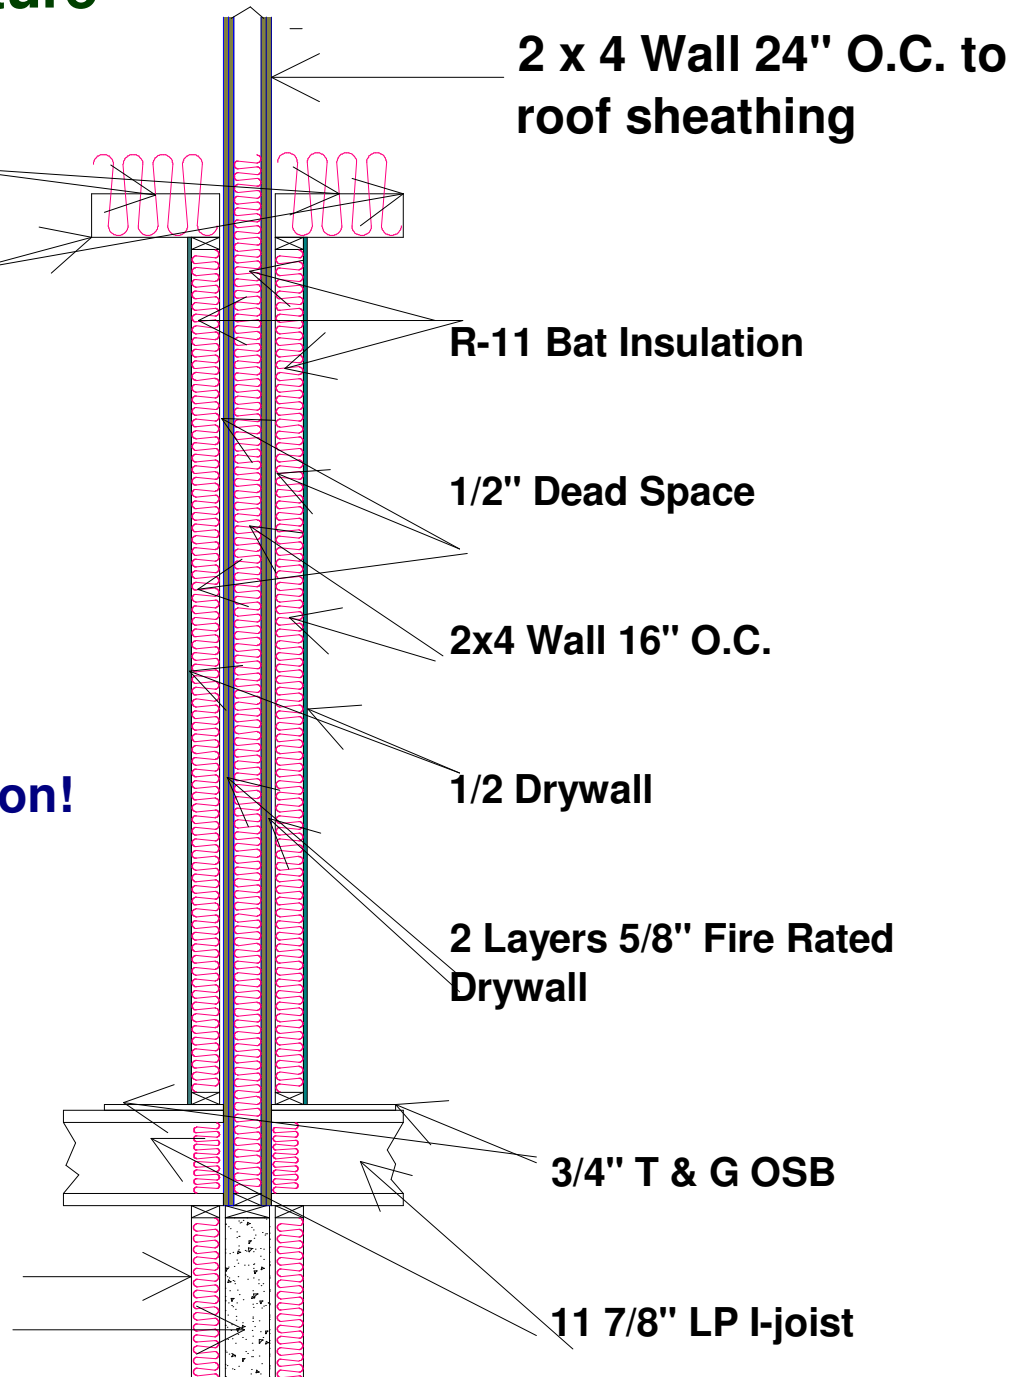 2 x 4 Wall 24" O.C. to
roof sheathing
R-11 Bat Insulation
1/2" Dead Space
2x4 Wall 16" O.C.
on!
1/2 Drywall
2 Layers 5/8" Fire Rated
Drywall
3/4" T & G OSB
11 7/8" LP I-joist